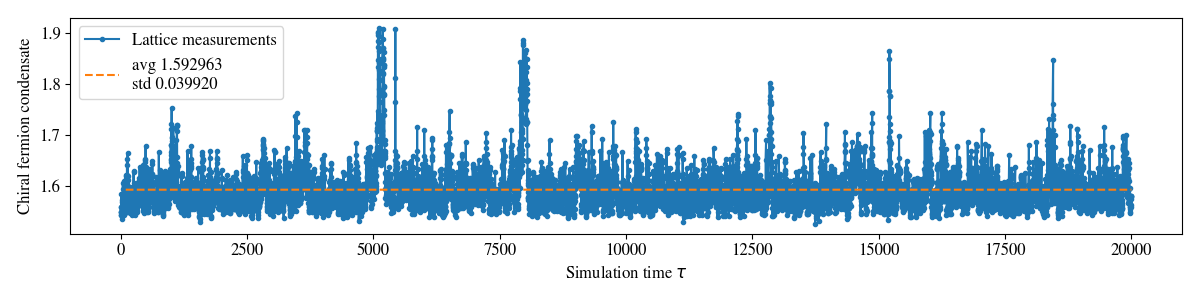 Chiral fermion condensate
1.9
1.8
1.7
1.6
Lattice measurements
avg 1.592963
std 0.039920
0
2500
5000
7500
10000
12500
15000
17500
20000
Simulation time τ